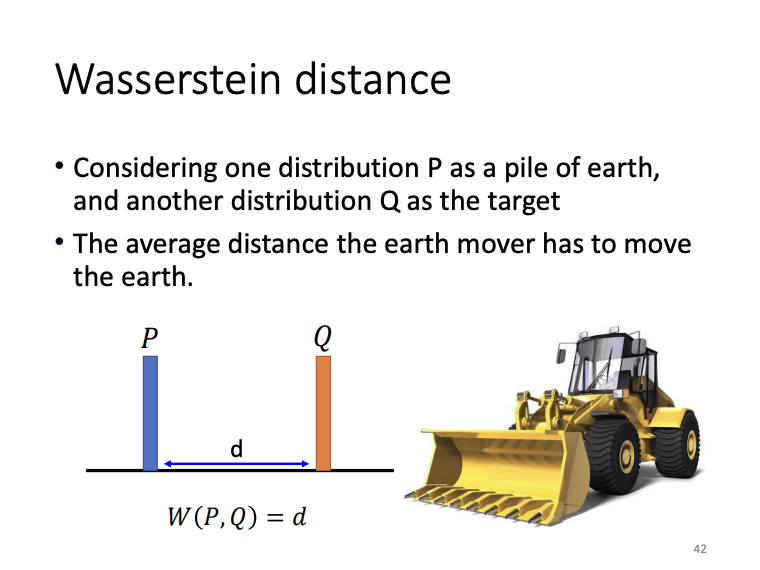 Wasserstein distance
• Considering one distribution P as a pile of earth,
and another distribution Q as the target
• The average distance the earth mover has to move
the earth.
P
Q
d
W(P, Q) = d
42